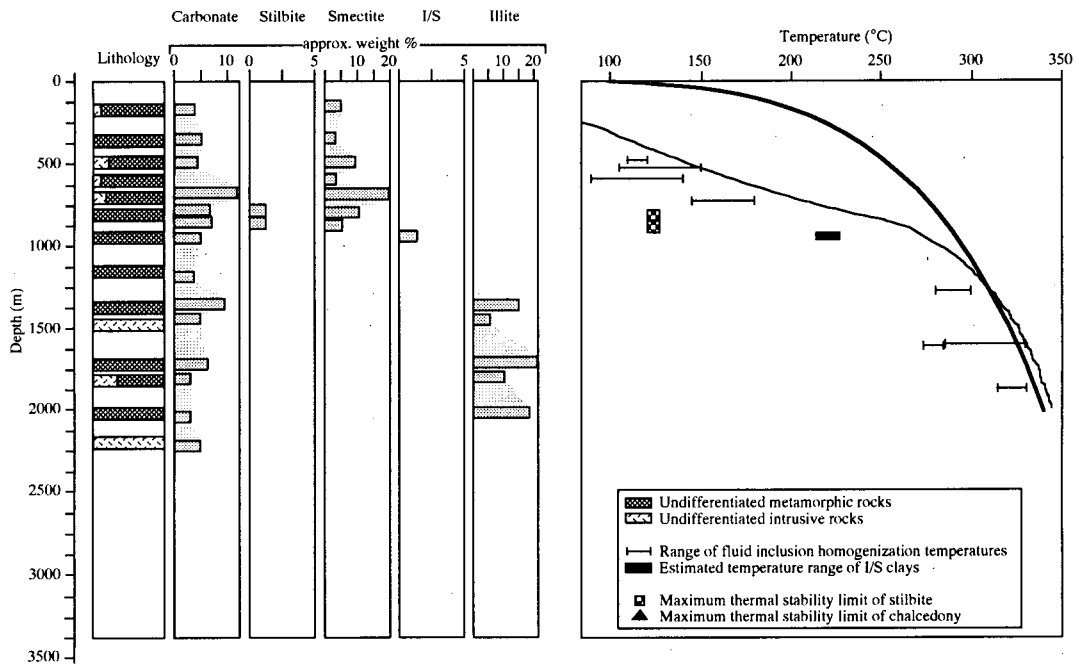 Carbonate Stilbite Smectite I/S Illite
approx. weight %
Lithology
0 10 0 5 5 10 20 0 5 5 10 20
Temperature (°C)
100 150 200 250 300 350
Depth (m)
0
500
1000
1500
2000
2500
3000
3500
Undifferentiated metamorphic rocks
Undifferentiated intrusive rocks
Range of fluid inclusion homogenization temperatures
Estimated temperature range of I/S clays
Maximum thermal stability limit of stilbite
Maximum thermal stability limit of chalcedony